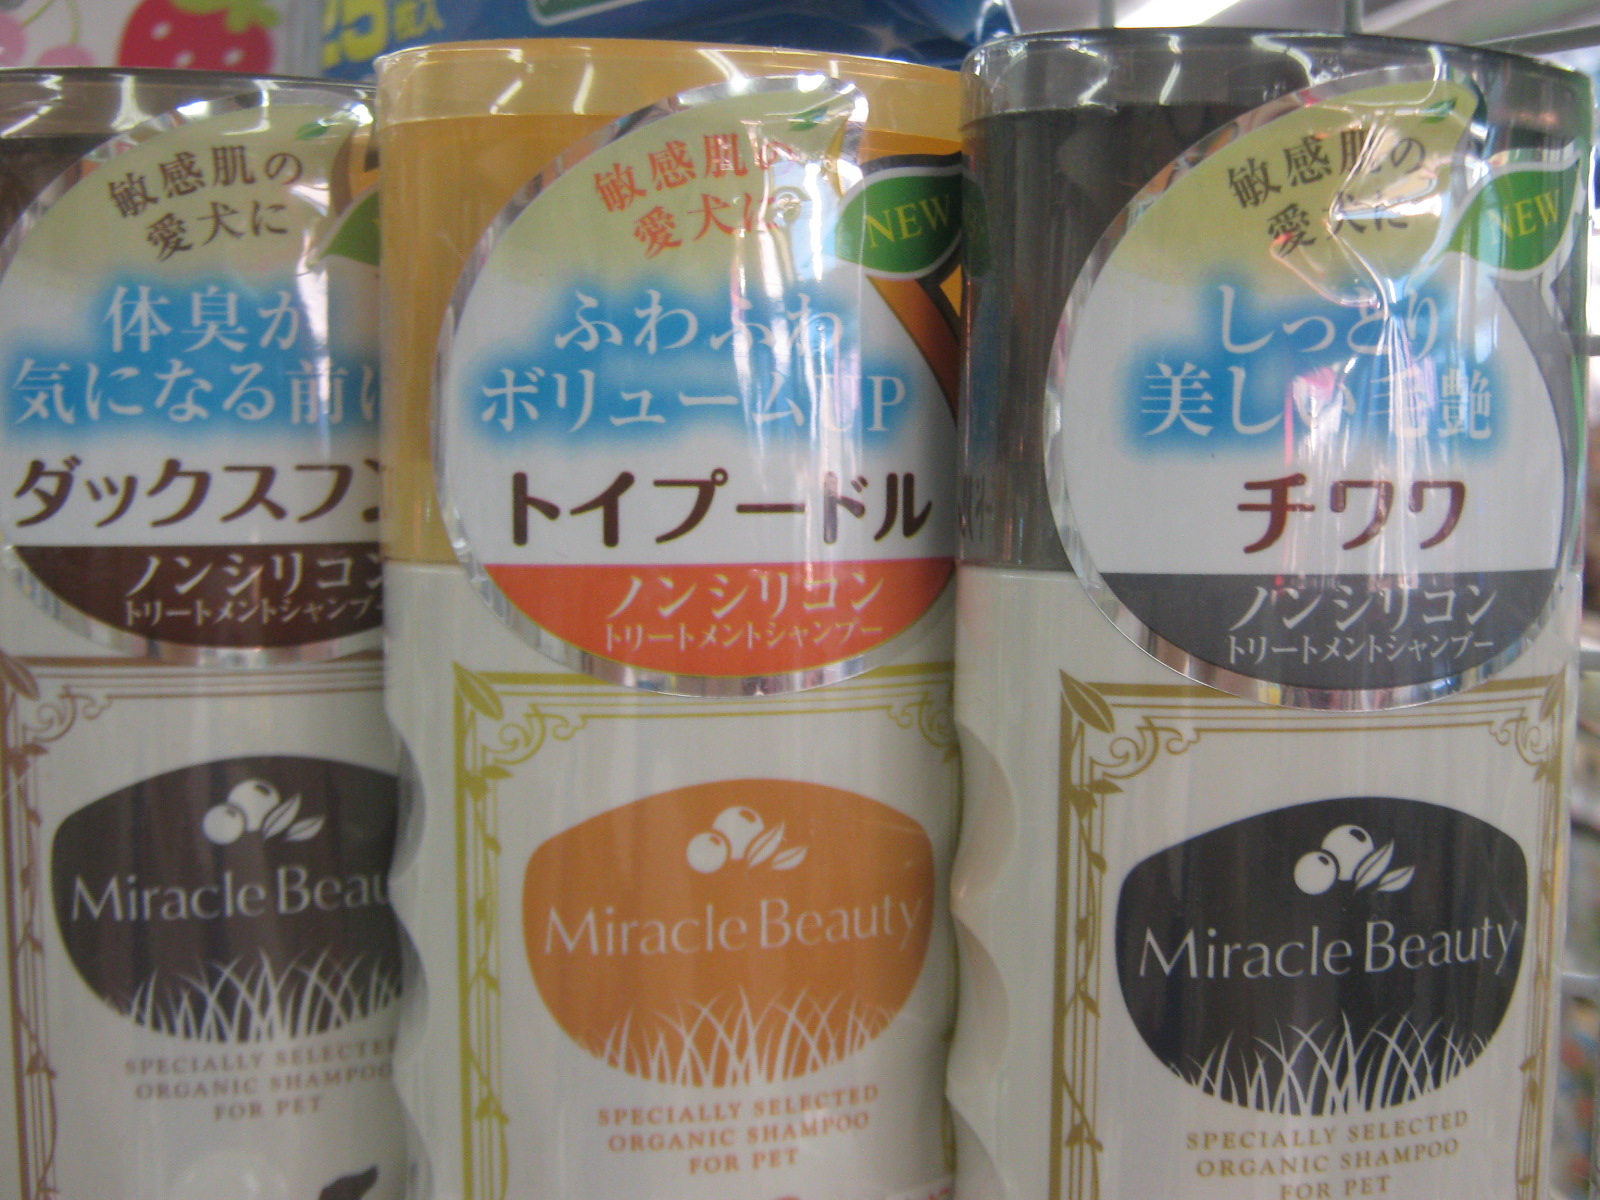 5枚入
敏感肌の
愛犬に
体臭が
気になる前に
ダックスフン
ノンシリコン
トリートメントシャンプー
Miracle Beau
SPECIALLY SELECTED
ORGANIC SHAMPOO
FOR PET
敏感肌の
愛犬に
NEW
ふわふわ
ボリュームUP
トイプードル
ノンシリコン
トリートメントシャンプー
Miracle Beauty
SPECIALLY SELECTED
ORGANIC SHAMPOO
FOR PET
敏感肌の
愛犬に
NEW
しっとり
美しい毛艶
チワワ
ノンシリコン
トリートメントシャンプー
Miracle Beauty
SPECIALLY SELECTED
ORGANIC SHAMPOO
FOR PET